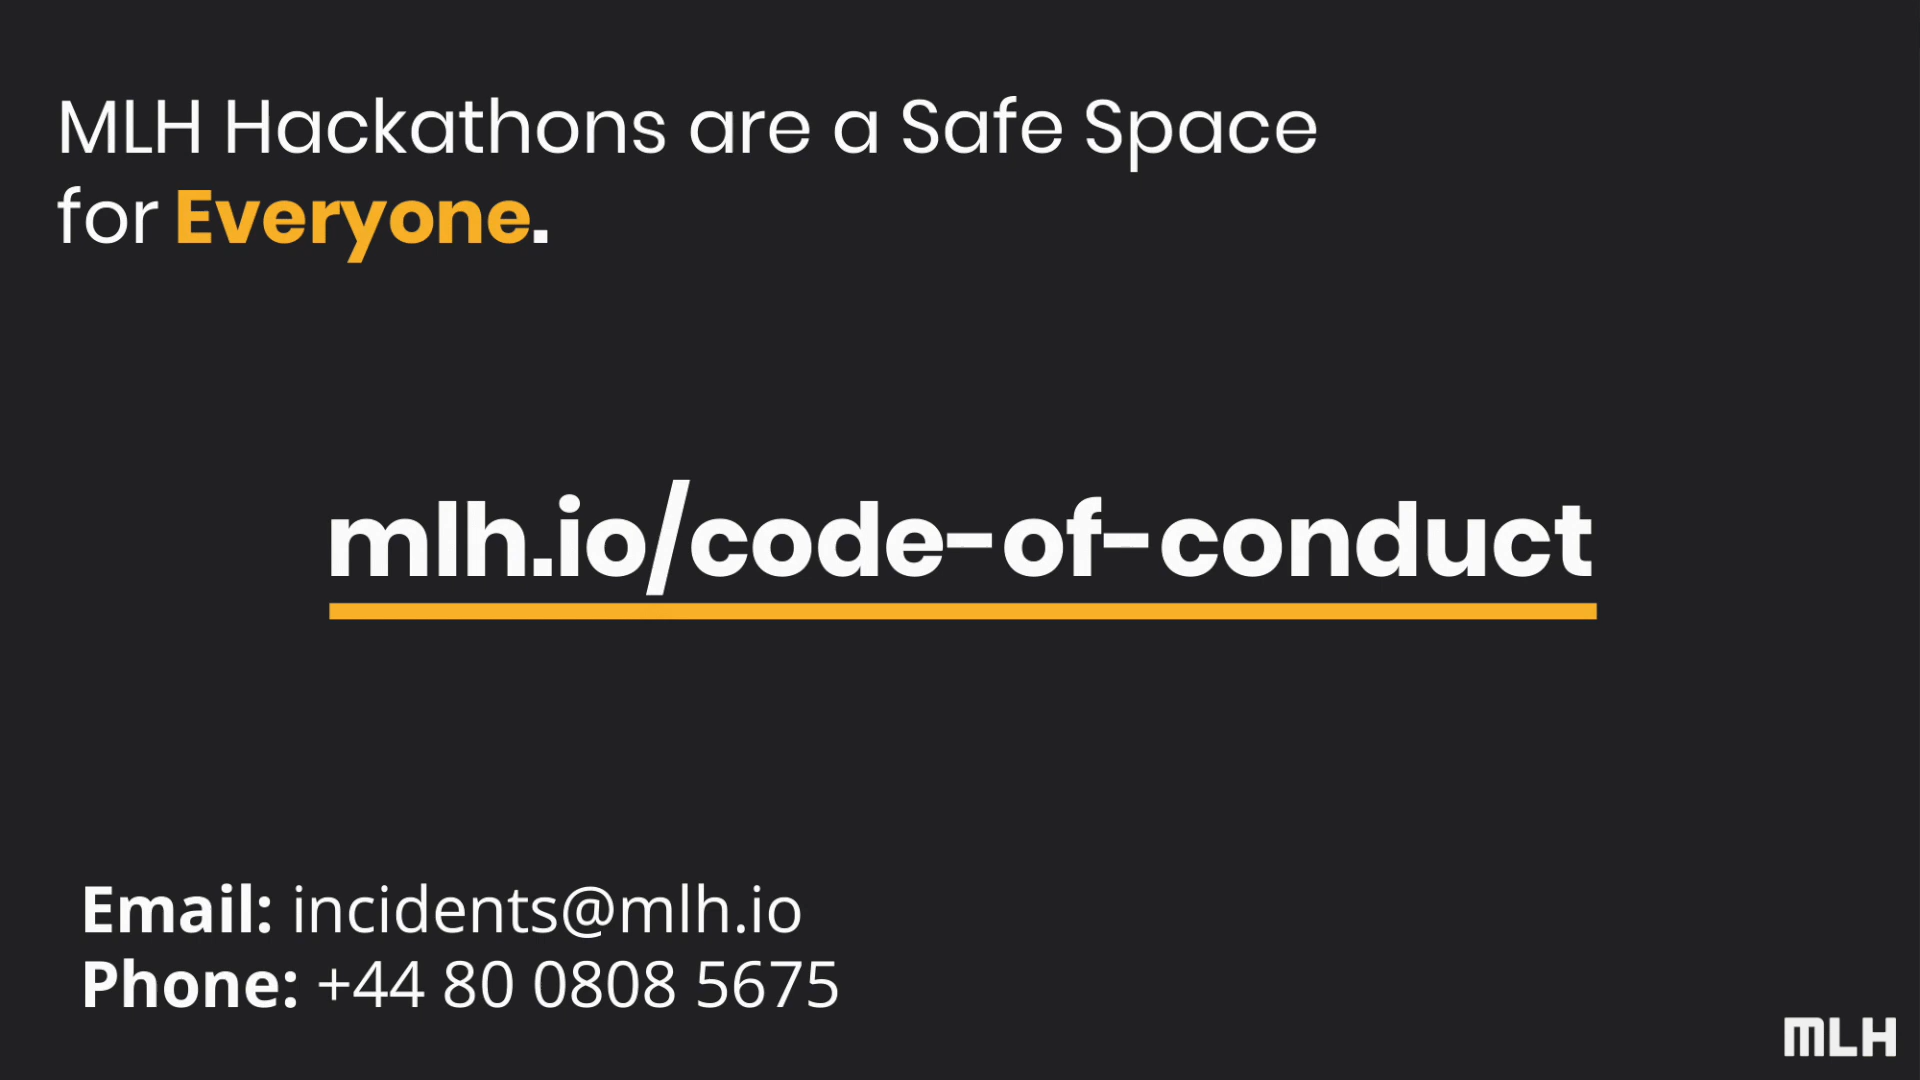 MLH Hackathons are a Safe Space
for Everyone.
mlh.io/code-of-conduct
Email: incidents@mlh.io
Phone: +44 80 0808 5675
MLH